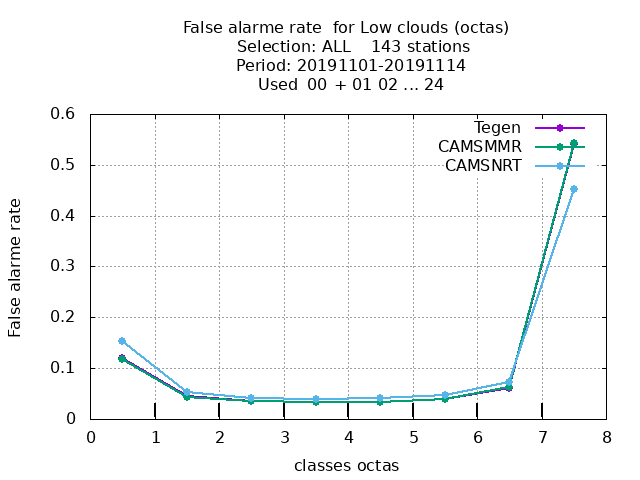 False alarme rate  for Low clouds (octas)
Selection: ALL    143 stations
Period: 20191101-20191114
Used  00  + 01 02 ... 24
0.6
0.5
0.4
0.3
0.2
0.1
0
False alarme rate
Tegen
CAMSMMR
CAMSNRT
0 1 2 3 4 5 6 7 8
classes octas